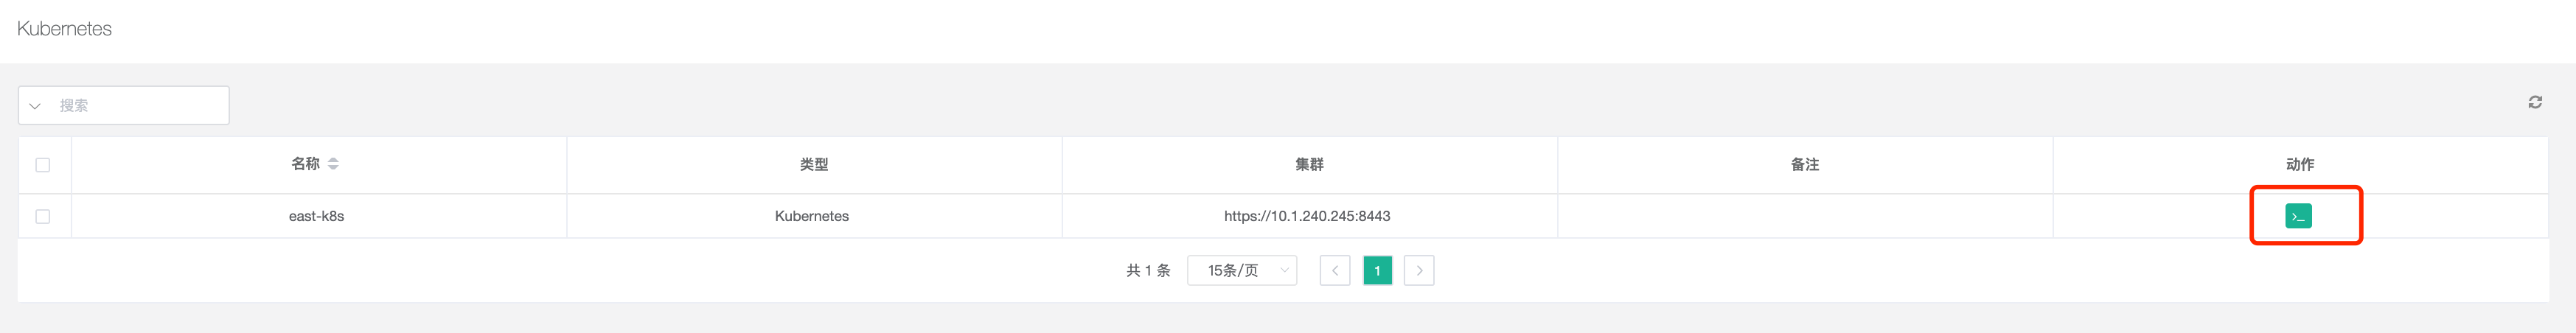 Kubernetes
搜索
名称 类型 集群 备注 动作
east-k8s Kubernetes https://10.1.240.245:8443 >_
共 1 条 15条/页 1